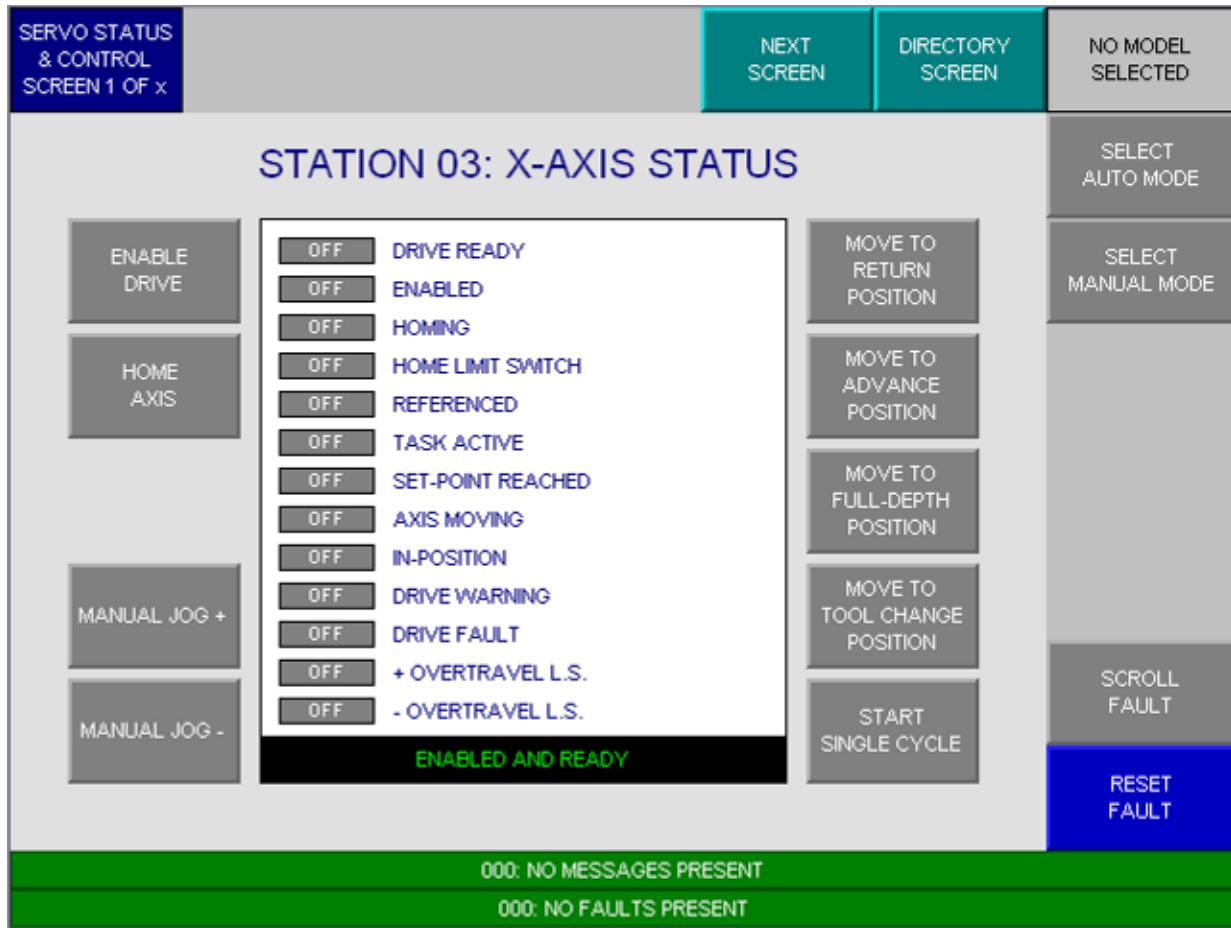 SERVO STATUS
& CONTROL
SCREEN 1 OF x
NEXT
SCREEN
DIRECTORY
SCREEN
NO MODEL
SELECTED
STATION 03: X-AXIS STATUS
SELECT
AUTO MODE
SELECT
MANUAL MODE
ENABLE
DRIVE
HOME
AXIS
MANUAL JOG +
MANUAL JOG -
OFF DRIVE READY
OFF ENABLED
OFF HOMING
OFF HOME LIMIT SWITCH
OFF REFERENCED
OFF TASK ACTIVE
OFF SET-POINT REACHED
OFF AXIS MOVING
OFF IN-POSITION
OFF DRIVE WARNING
OFF DRIVE FAULT
OFF + OVERTRAVEL L.S.
OFF - OVERTRAVEL L.S.
ENABLED AND READY
MOVE TO
RETURN
POSITION
MOVE TO
ADVANCE
POSITION
MOVE TO
FULL-DEPTH
POSITION
MOVE TO
TOOL CHANGE
POSITION
START
SINGLE CYCLE
SCROLL
FAULT
RESET
FAULT
000: NO MESSAGES PRESENT
000: NO FAULTS PRESENT